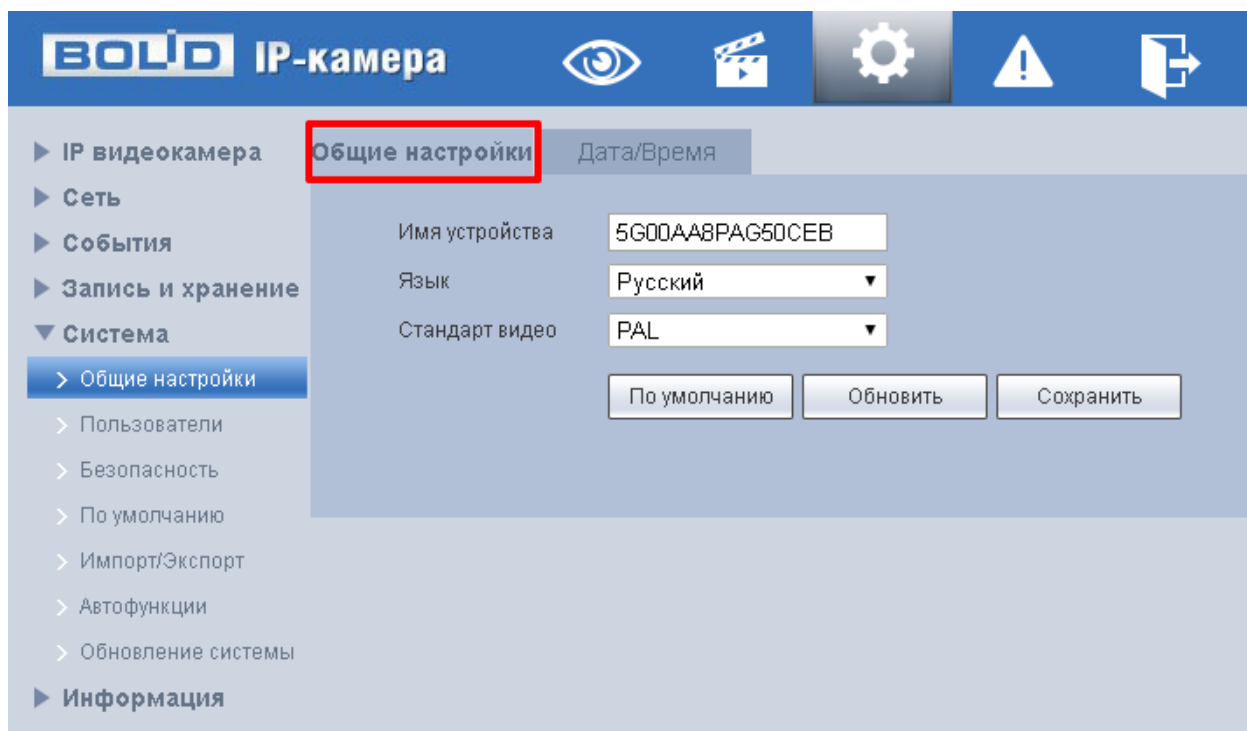 BOLID IP-камера
IP видеокамера
Сеть
События
Запись и хранение
Система
Общие настройки
Пользователи
Безопасность
По умолчанию
Импорт/Экспорт
Автофункции
Обновление системы
Информация
Общие настройки Дата/Время
Имя устройства 5G00AA8PAG50CEB
Язык Русский
Стандарт видео PAL
По умолчанию Обновить Сохранить